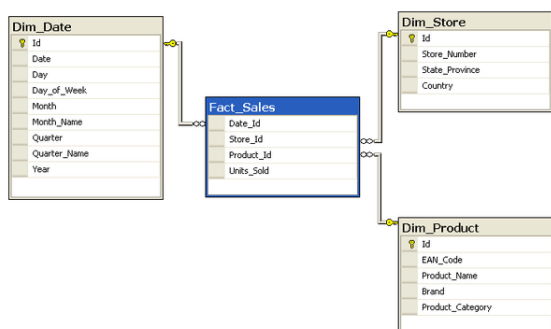 Dim_Date
Id
Date
Day
Day_of_Week
Month
Month_Name
Quarter
Quarter_Name
Year
Fact_Sales
Date_Id
Store_Id
Product_Id
Units_Sold
Dim_Store
Id
Store_Number
State_Province
Country
Dim_Product
Id
EAN_Code
Product_Name
Brand
Product_Category